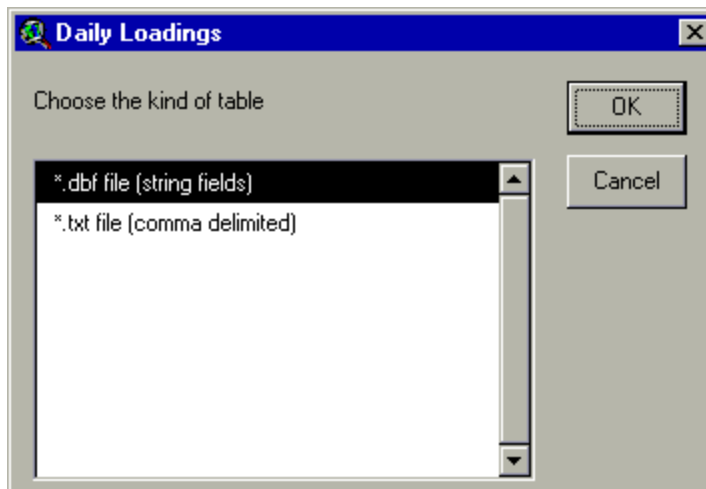 Daily Loadings
Choose the kind of table
OK
*.dbf file (string fields)
Cancel
*.txt file (comma delimited)